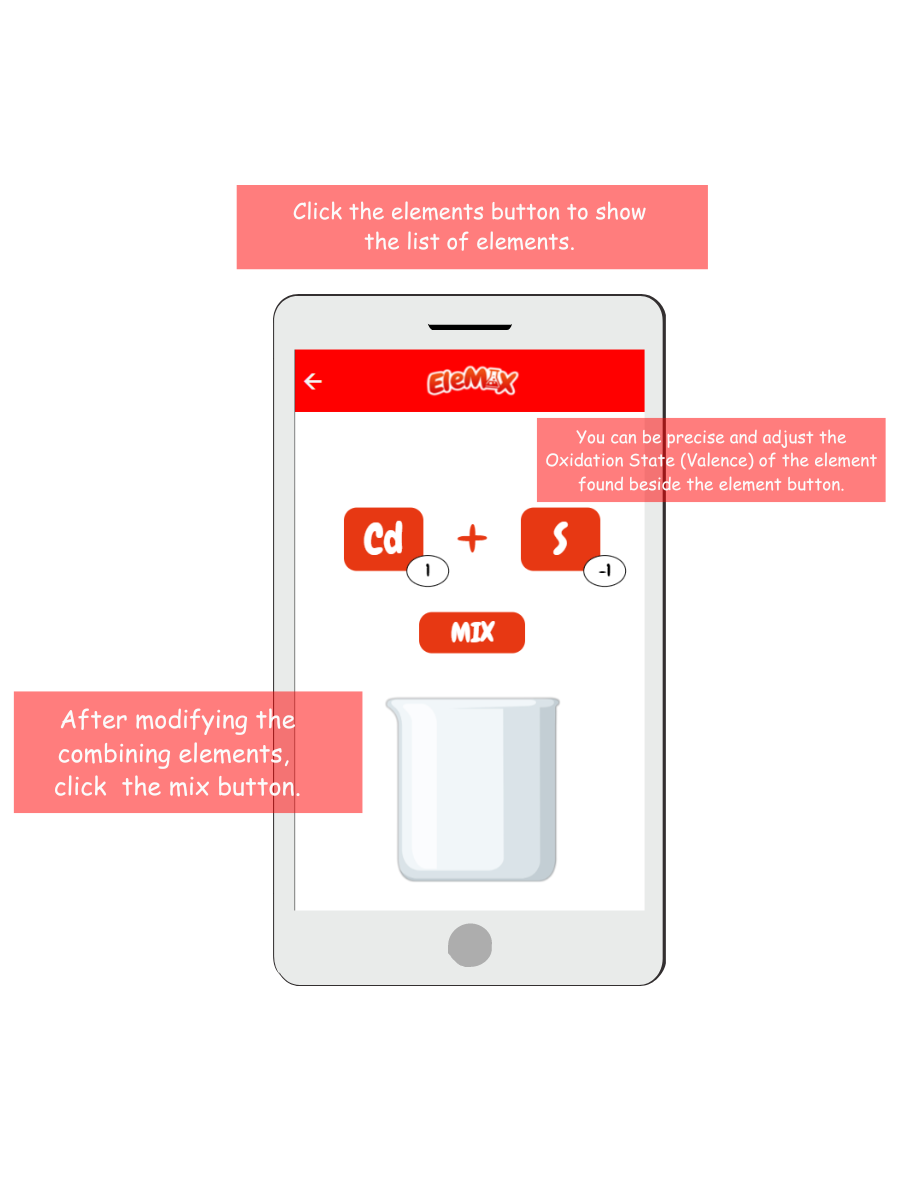 Click the elements button to show
the list of elements.
EleMIX
You can be precise and adjust the
Oxidation State (Valence) of the element
found beside the element button.
Cd + S
1 -1
MIX
After modifying the
combining elements,
click the mix button.